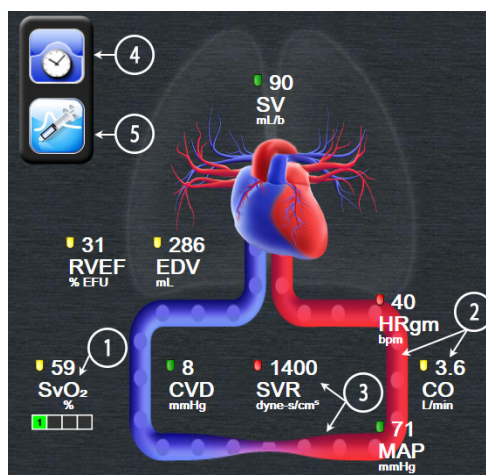 4
5
90
SV
mL/b
31
RVEF
% EFU
286
EDV
mL
40
HRgm
bpm
2
1
59
SvO₂
%
1
8
CVD
mmHg
1400
SVR
dyne-s/cm⁵
3
3.6
CO
L/min
71
MAP
mmHg